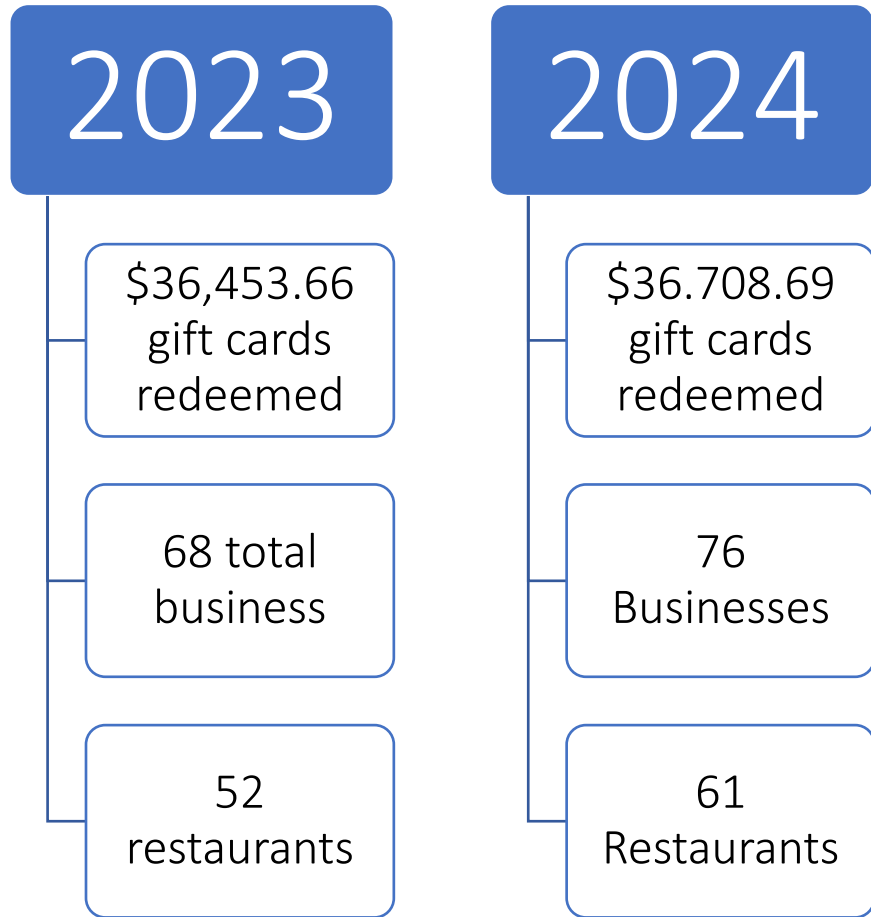 2023
$36,453.66
gift cards
redeemed
68 total
business
52
restaurants
2024
$36.708.69
gift cards
redeemed
76
Businesses
61
Restaurants